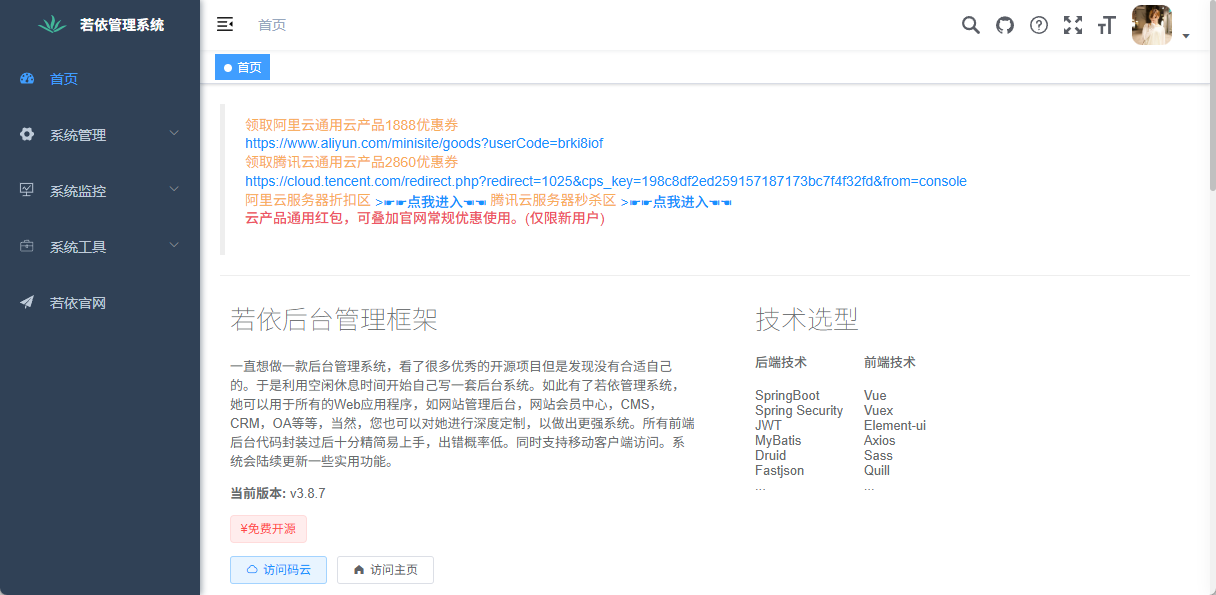 若依管理系统
首页
系统管理
系统监控
系统工具
若依官网
首页
首页
领取阿里云通用云产品1888优惠券
https://www.aliyun.com/minisite/goods?userCode=brki8iof
领取腾讯云通用云产品2860优惠券
https://cloud.tencent.com/redirect.php?redirect=1025&cps_key=198c8df2ed259157187173bc7f4f32fd&from=console
阿里云服务器折扣区 >☛☛点我进入☚☚ 腾讯云服务器秒杀区 >☛☛点我进入☚☚
云产品通用红包，可叠加官网常规优惠使用。(仅限新用户)
若依后台管理框架
一直想做一款后台管理系统，看了很多优秀的开源项目但是发现没有合适自己
的。于是利用空闲休息时间开始自己写一套后台系统。如此有了若依管理系统，
她可以用于所有的Web应用程序，如网站管理后台，网站会员中心，CMS，
CRM，OA等等，当然，您也可以对她进行深度定制，以做出更强系统。所有前端
后台代码封装过后十分精简易上手，出错概率低。同时支持移动客户端访问。系
统会陆续更新一些实用功能。
当前版本: v3.8.7
¥免费开源
访问码云
访问主页
技术选型
后端技术
SpringBoot
Spring Security
JWT
MyBatis
Druid
Fastjson
...
前端技术
Vue
Vuex
Element-ui
Axios
Sass
Quill
...